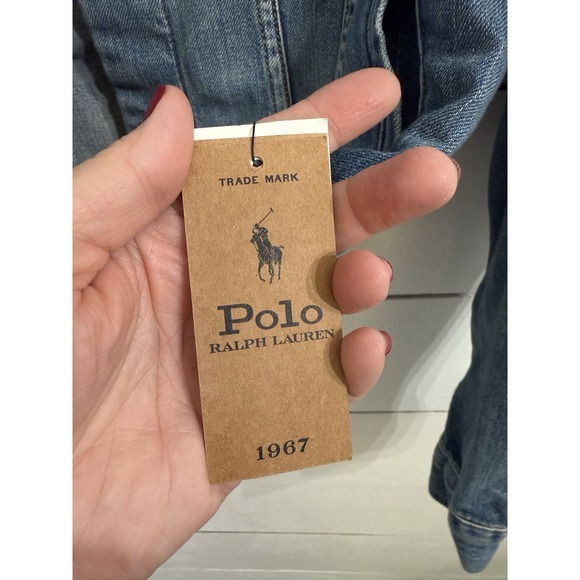 TRADE MARK
Polo
RALPH LAUREN
1967